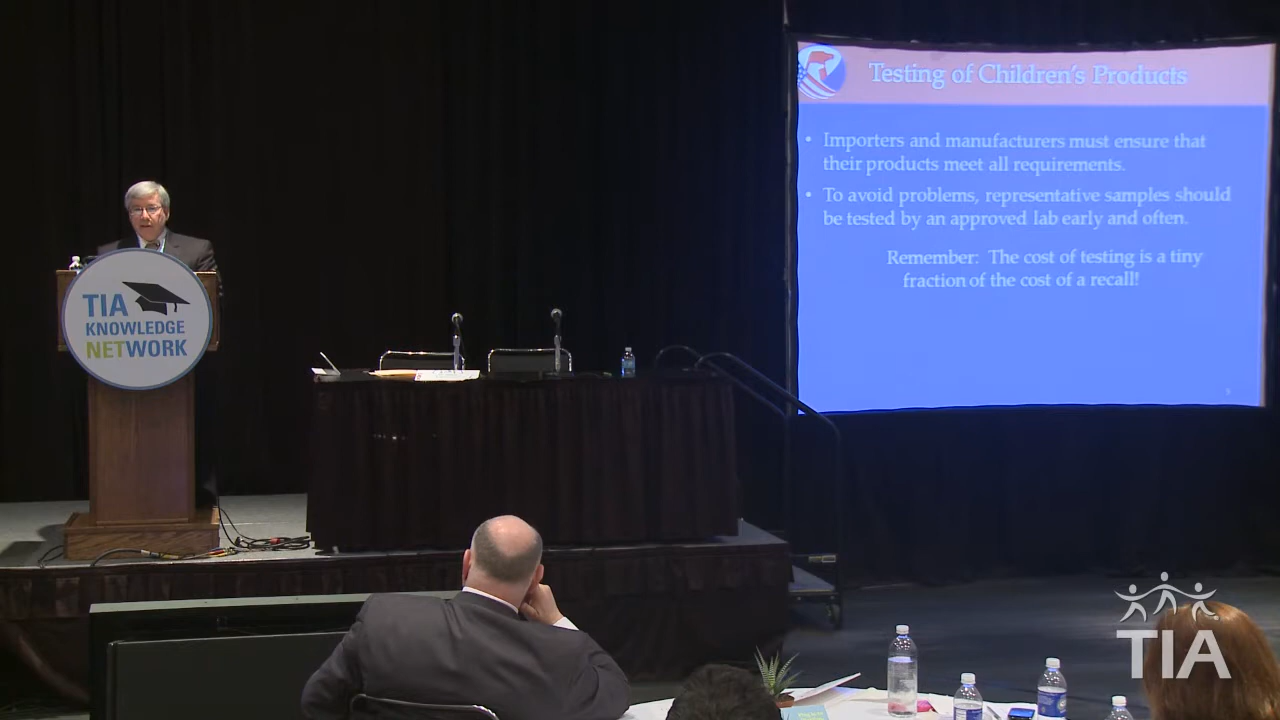 Testing of Children's Products
• Importers and manufacturers must ensure that
their products meet all requirements.
• To avoid problems, representative samples should
be tested by an approved lab early and often.
Remember: The cost of testing is a tiny
fraction of the cost of a recall!
TIA
KNOWLEDGE
NETWORK
TIA